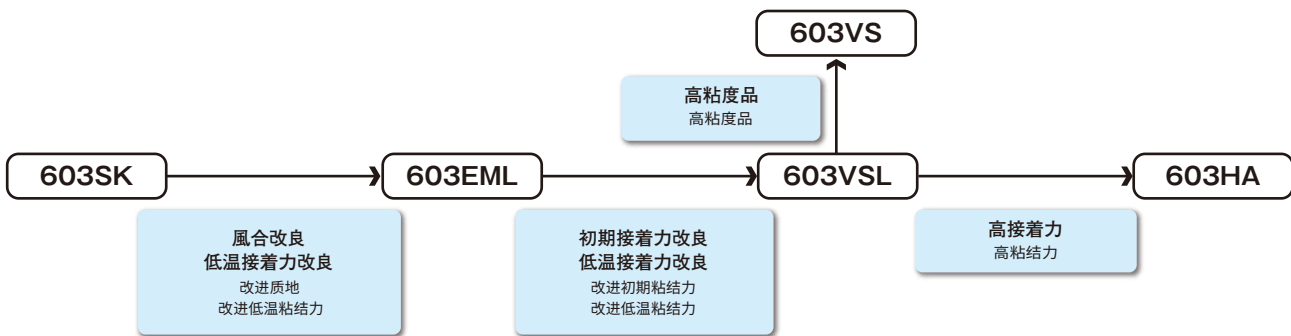 603VS
高粘度品
高粘度品
603SK
603EML
603VSL
603HA
風合改良
低温接着力改良
改进质地
改进低温粘结力
初期接着力改良
低温接着力改良
改进初期粘结力
改进低温粘结力
高接着力
高粘结力